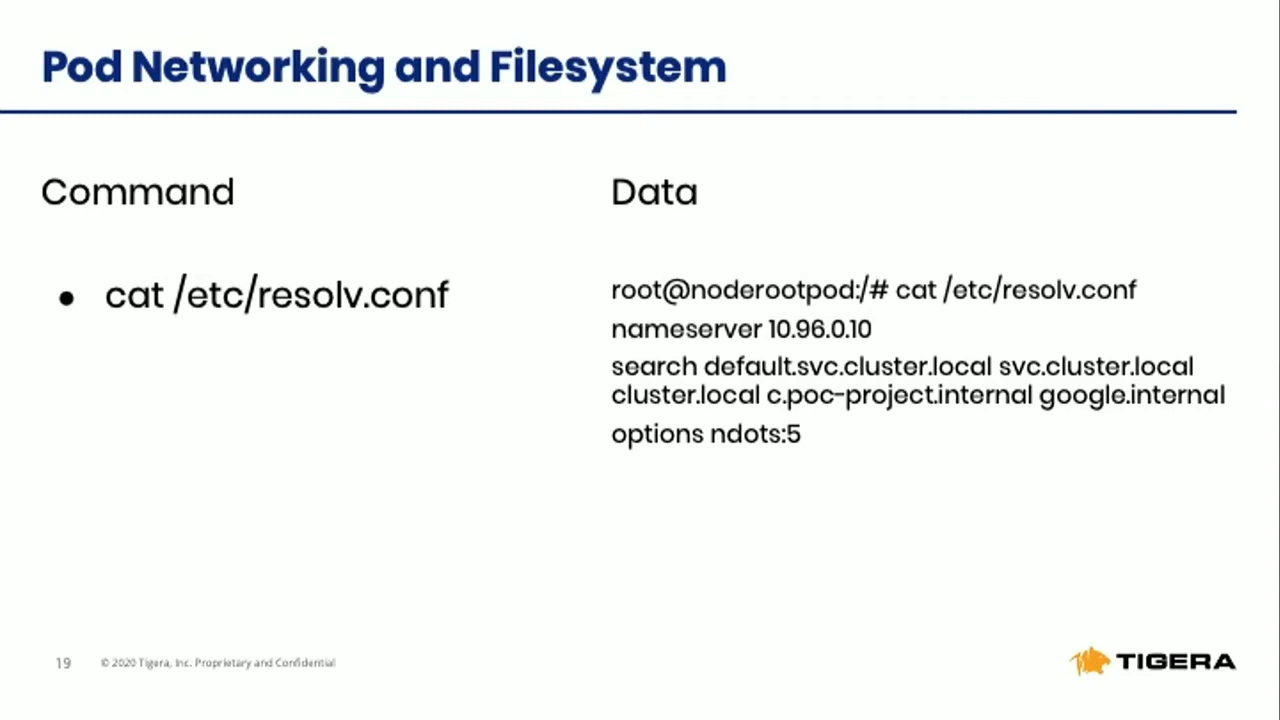 Pod Networking and Filesystem
Command
Data
● cat /etc/resolv.conf
root@noderootpod:/# cat /etc/resolv.conf
nameserver 10.96.0.10
search default.svc.cluster.local svc.cluster.local
cluster.local c.poc-project.internal google.internal
options ndots:5
19
© 2020 Tigera, Inc. Proprietary and Confidential
TIGERA